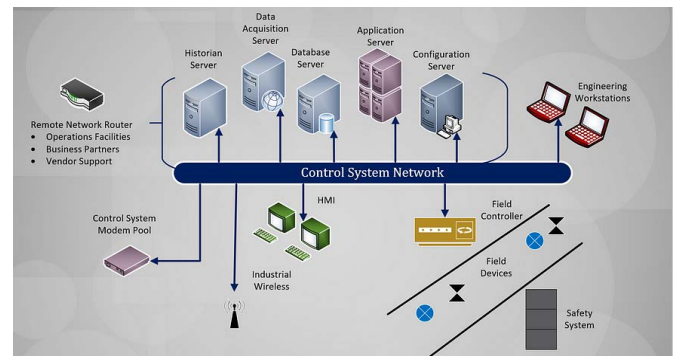 Data
Acquisition
Server
Application
Server
Historian
Server
Database
Server
Configuration
Server
Engineering
Workstations
Remote Network Router
• Operations Facilities
• Business Partners
• Vendor Support
Control System Network
HMI
Field
Controller
Control System
Modem Pool
Industrial
Wireless
Field
Devices
Safety
System